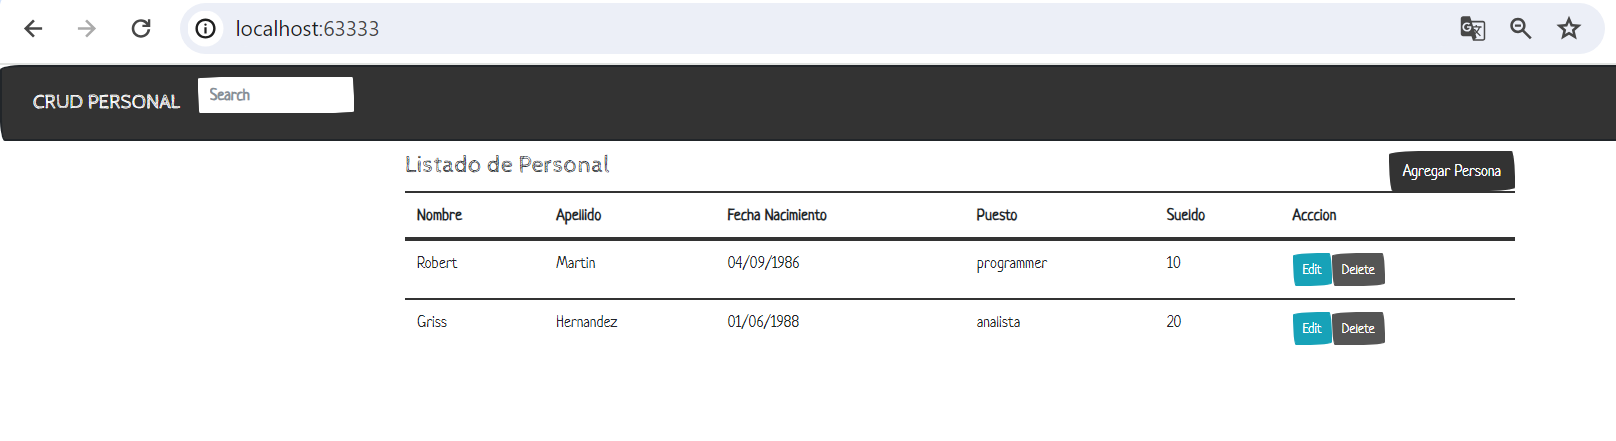 localhost:63333
CRUD PERSONAL Search
Listado de Personal Agregar Persona
Nombre Apellido Fecha Nacimiento Puesto Sueldo Acccion
Robert Martin 04/09/1986 programmer 10 Edit Delete
Griss Hernandez 01/06/1988 analista 20 Edit Delete